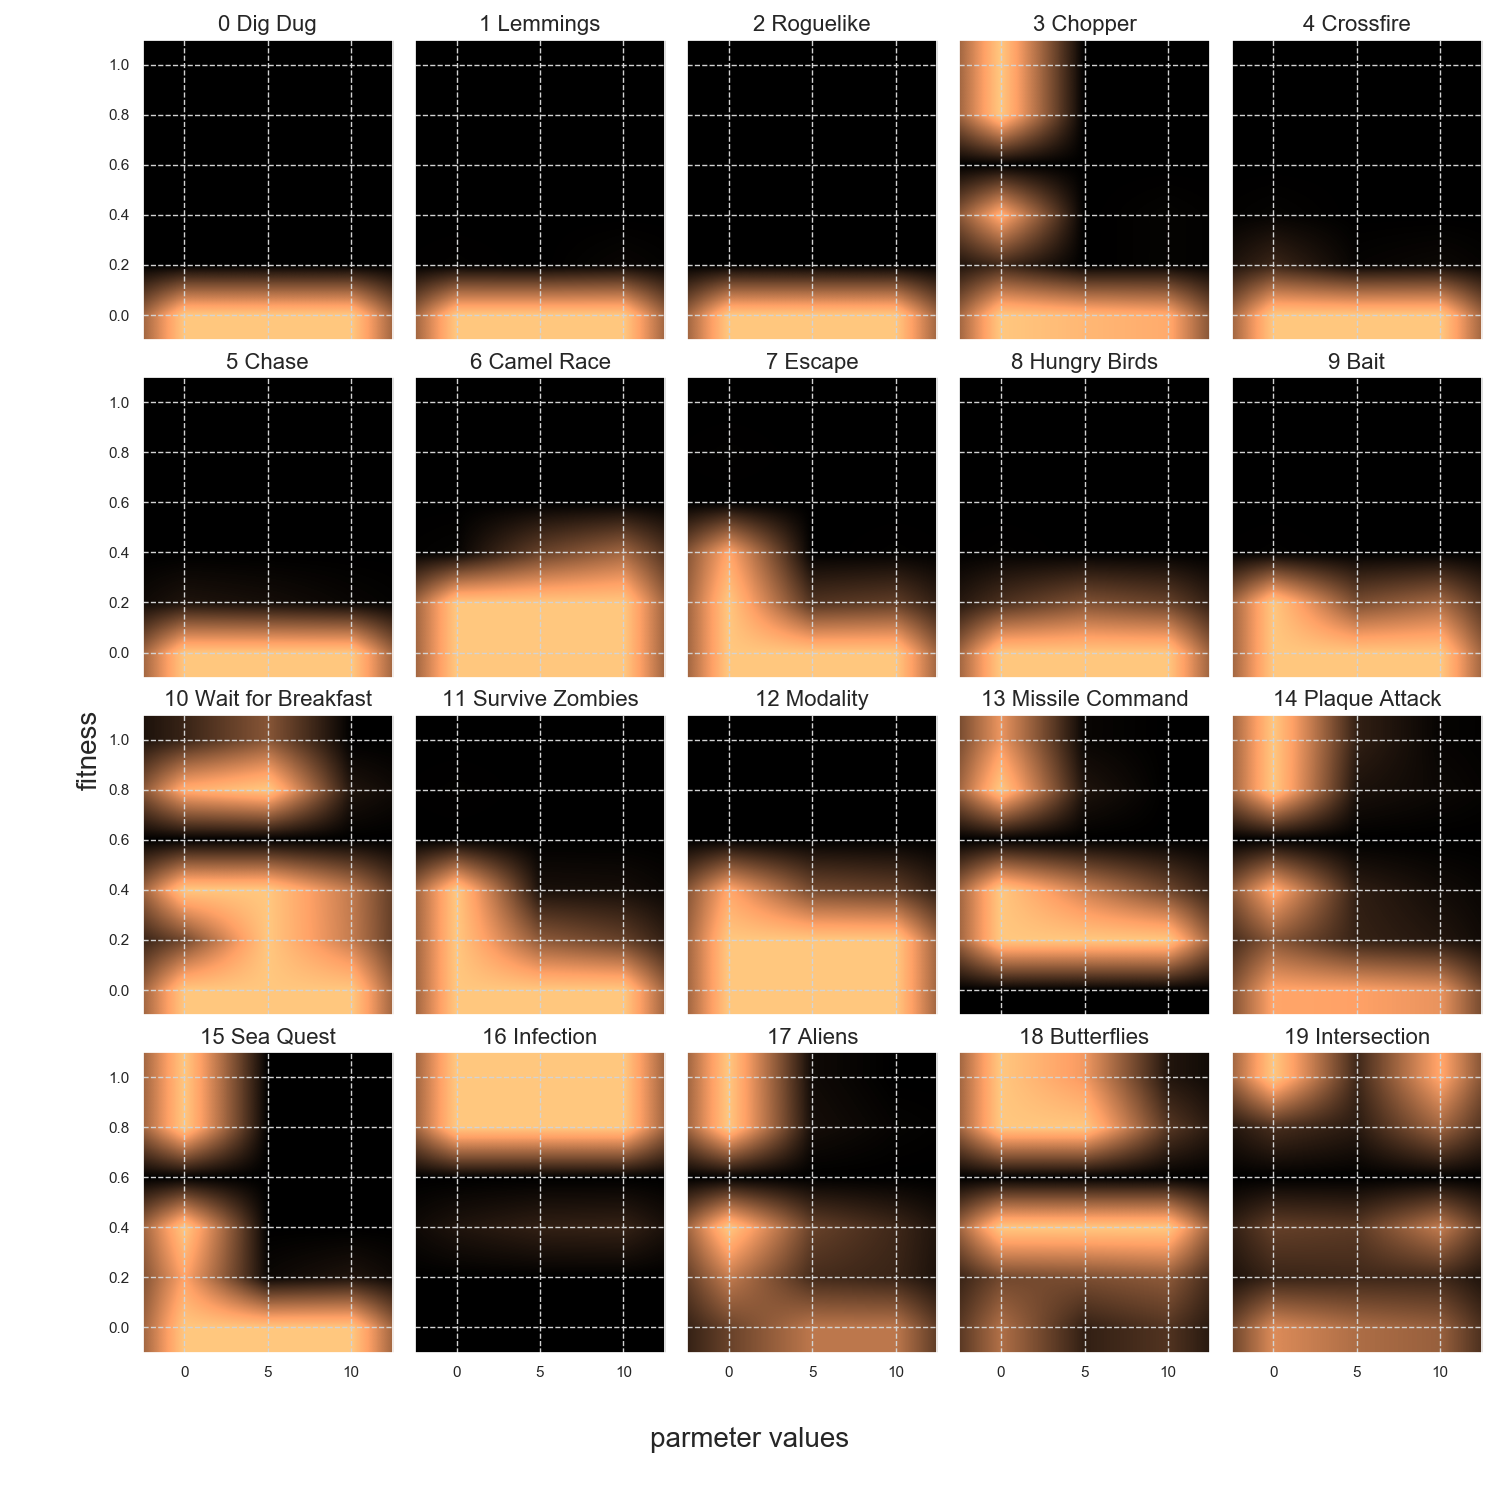 0 Dig Dug
1 Lemmings
2 Roguelike
3 Chopper
4 Crossfire
1.0
0.8
0.6
0.4
0.2
0.0
5 Chase
6 Camel Race
7 Escape
8 Hungry Birds
9 Bait
1.0
0.8
0.6
0.4
0.2
0.0
10 Wait for Breakfast
11 Survive Zombies
12 Modality
13 Missile Command
14 Plaque Attack
fitness
1.0
0.8
0.6
0.4
0.2
0.0
15 Sea Quest
16 Infection
17 Aliens
18 Butterflies
19 Intersection
1.0
0.8
0.6
0.4
0.2
0.0
0 5 10
0 5 10
0 5 10
0 5 10
0 5 10
parmeter values